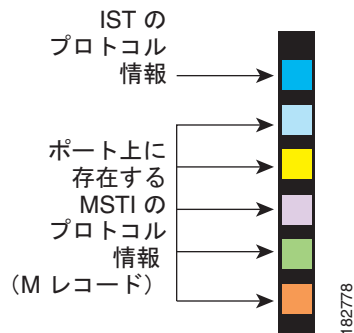 IST の
プロトコル
情報
ポート上に
存在する
MSTI の
プロトコル
情報
（M レコード）
182778